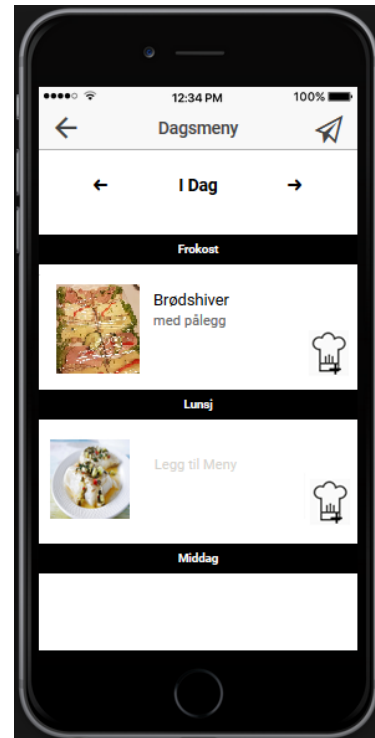 12:34 PM
100%
Dagsmeny
I Dag
Frokost
Brødshiver
med pålegg
Lunsj
Legg til Meny
Middag